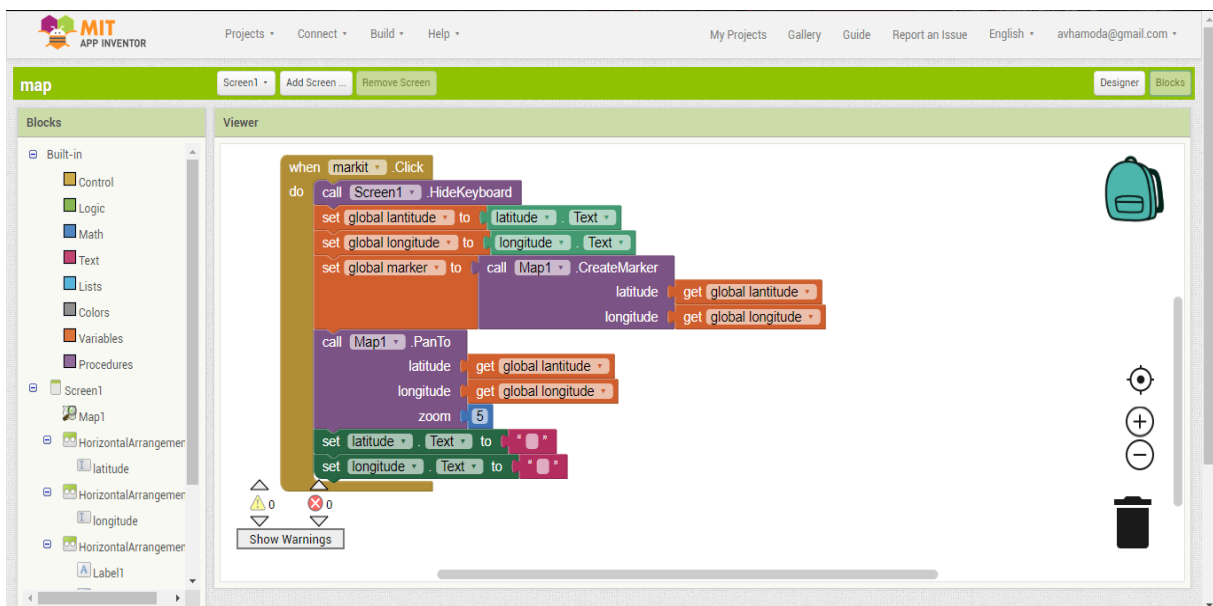 MIT
APP INVENTOR
Projects Connect Build Help My Projects Gallery Guide Report an Issue English avhamoda@gmail.com
map Screen1 Add Screen ... Remove Screen Designer Blocks
Blocks Viewer
Built-in
Control
Logic
Math
Text
Lists
Colors
Variables
Procedures
Screen1
Map1
HorizontalArrangemen
latitude
HorizontalArrangemen
longitude
HorizontalArrangemen
Label1
when markit .Click
do call Screen1 .HideKeyboard
set global lantitude to latitude . Text
set global longitude to longitude . Text
set global marker to call Map1 .CreateMarker
latitude get global lantitude
longitude get global longitude
call Map1 .PanTo
latitude get global lantitude
longitude get global longitude
zoom 5
set latitude . Text to " "
set longitude . Text to " "
0 0
Show Warnings